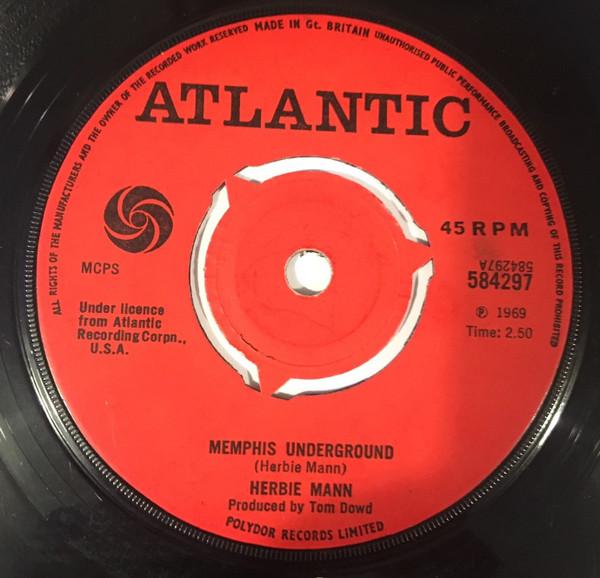 ALL RIGHTS OF THE MANUFACTURERS AND THE OWNER OF THE RECORDED WORK RESERVED MADE IN Gt. BRITAIN UNAUTHORISED PUBLIC PERFORMANCE BROADCASTING AND COPYING OF THIS RECORD PROHIBITED
ATLANTIC
45 RPM
MCPS
584297A
584297
Under licence
from Atlantic
Recording Corpn.,
U.S.A.
℗ 1969
Time: 2.50
MEMPHIS UNDERGROUND
(Herbie Mann)
HERBIE MANN
Produced by Tom Dowd
POLYDOR RECORDS LIMITED